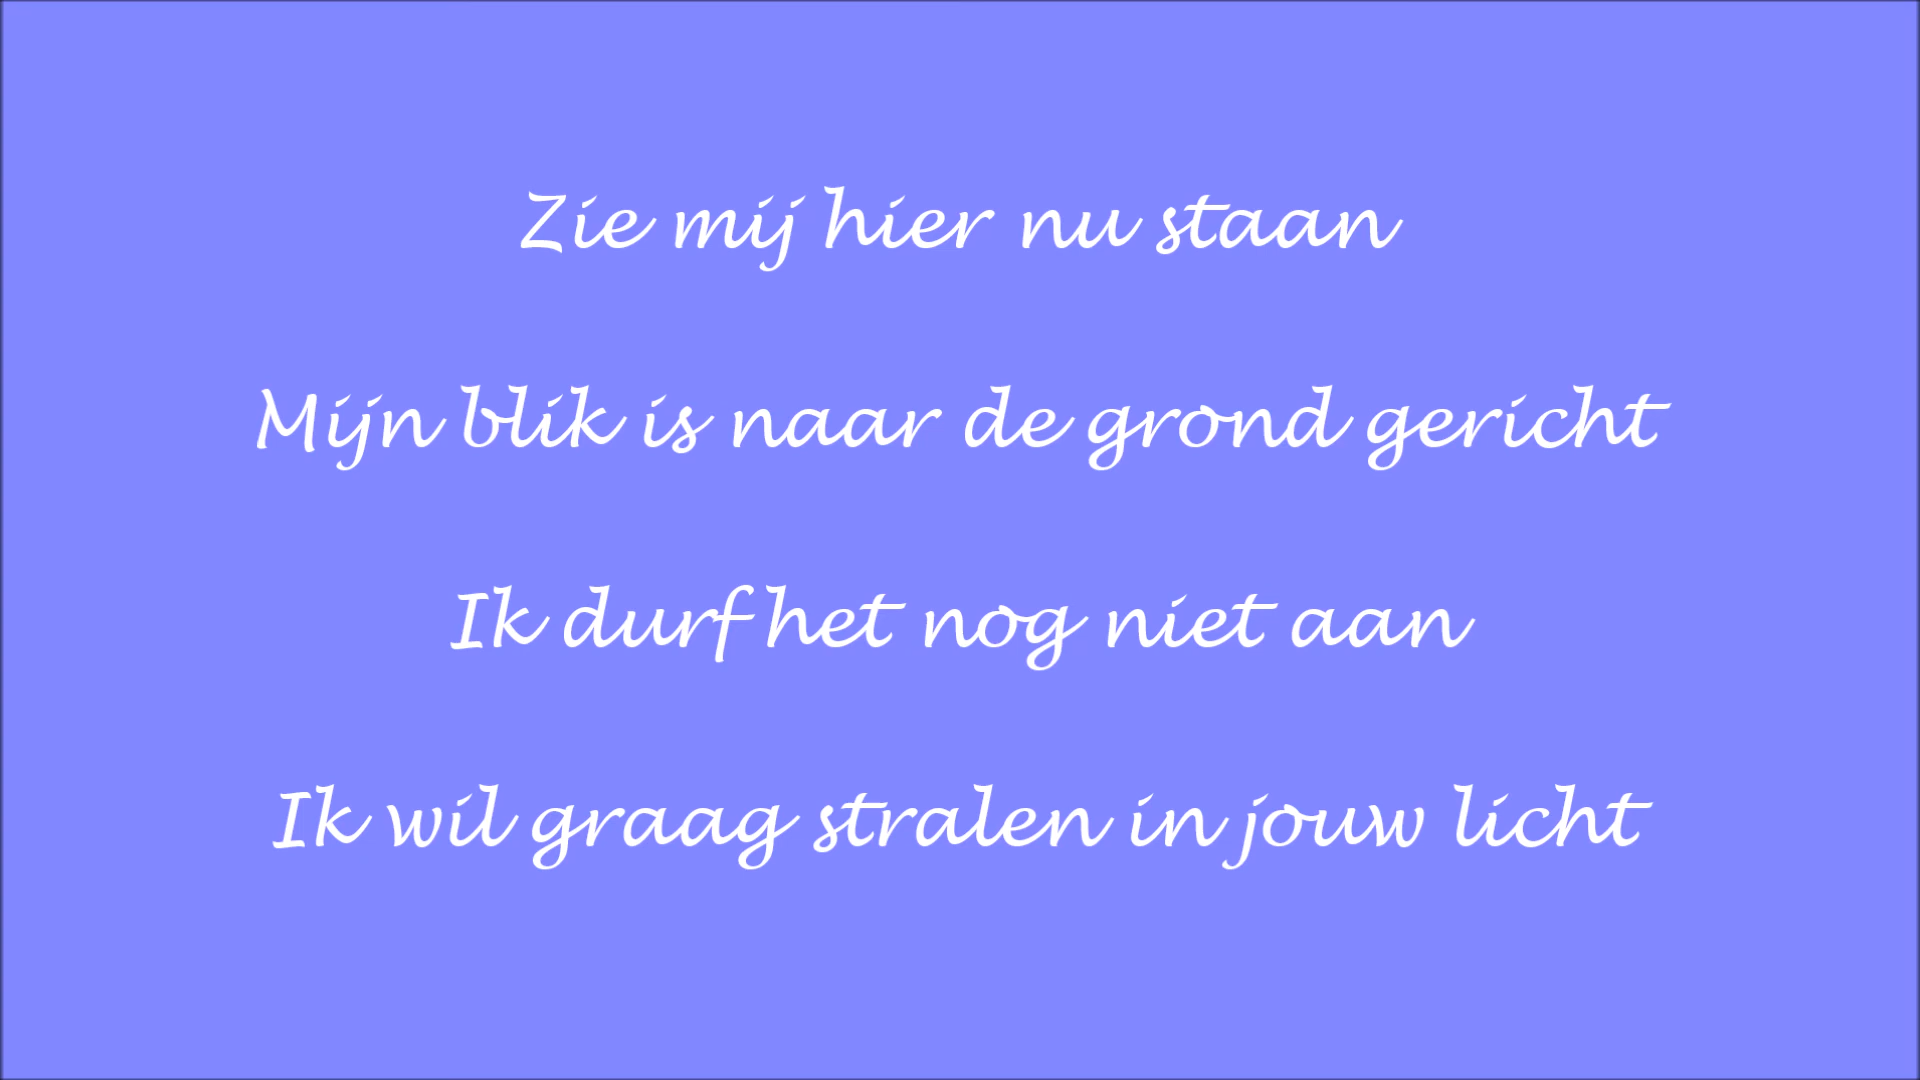 Zie mij hier nu staan
Mijn blik is naar de grond gericht
Ik durf het nog niet aan
Ik wil graag stralen in jouw licht